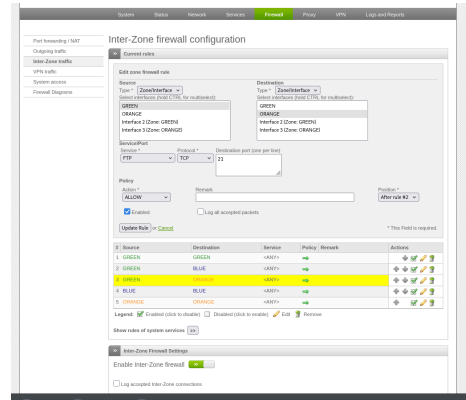 System Status Network Services Firewall Proxy VPN Logs and Reports
Port forwarding / NAT
Outgoing traffic
Inter-Zone traffic
VPN traffic
System access
Firewall Diagrams
Inter-Zone firewall configuration
>> Current rules
Edit zone firewall rule
Source Destination
Type * Zone/Interface Type * Zone/Interface
Select interfaces (hold CTRL for multiselect): Select interfaces (hold CTRL for multiselect):
GREEN GREEN
ORANGE ORANGE
Interface 2 (Zone: GREEN) Interface 2 (Zone: GREEN)
Interface 3 (Zone: ORANGE) Interface 3 (Zone: ORANGE)
Service/Port
Service * Protocol * Destination port (one per line)
FTP TCP 21
Policy
Action * Remark Position *
ALLOW After rule #2
Enabled Log all accepted packets
Update Rule or Cancel * This Field is required.
# Source Destination Service Policy Remark Actions
1 GREEN GREEN <ANY>
2 GREEN BLUE <ANY>
3 GREEN ORANGE <ANY>
4 BLUE BLUE <ANY>
5 ORANGE ORANGE <ANY>
Legend: Enabled (click to disable) Disabled (click to enable) Edit Remove
Show rules of system services >>
>> Inter-Zone Firewall Settings
Enable Inter-Zone firewall >>
Log accepted Inter-Zone connections